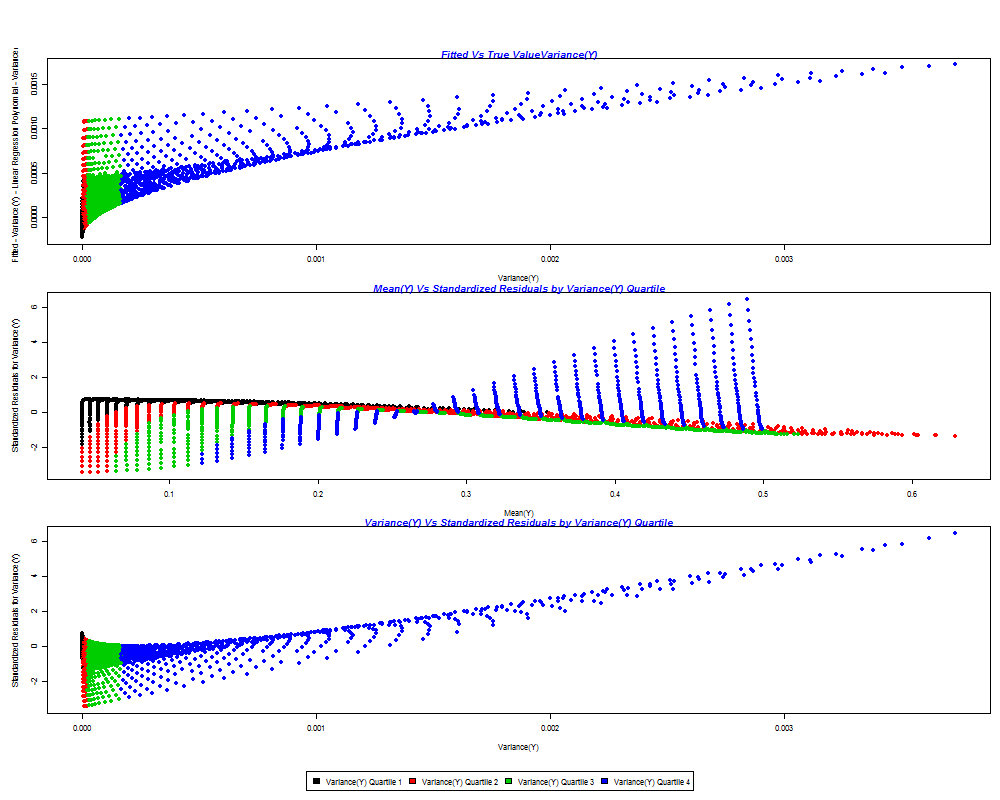 Fitted Vs True ValueVariance(Y)
Fitted - Variance(Y) - Linear Regression Polynomial - Variance(
0.0000
0.0005
0.0010
0.0015
0.000
0.001
0.002
0.003
Variance(Y)
Mean(Y) Vs Standardized Residuals by Variance(Y) Quartile
Standardized Residuals for Variance(Y)
-2
0
2
4
6
0.1
0.2
0.3
0.4
0.5
0.6
Mean(Y)
Variance(Y) Vs Standardized Residuals by Variance(Y) Quartile
Standardized Residuals for Variance(Y)
-2
0
2
4
6
0.000
0.001
0.002
0.003
Variance(Y)
Variance(Y) Quartile 1
Variance(Y) Quartile 2
Variance(Y) Quartile 3
Variance(Y) Quartile 4